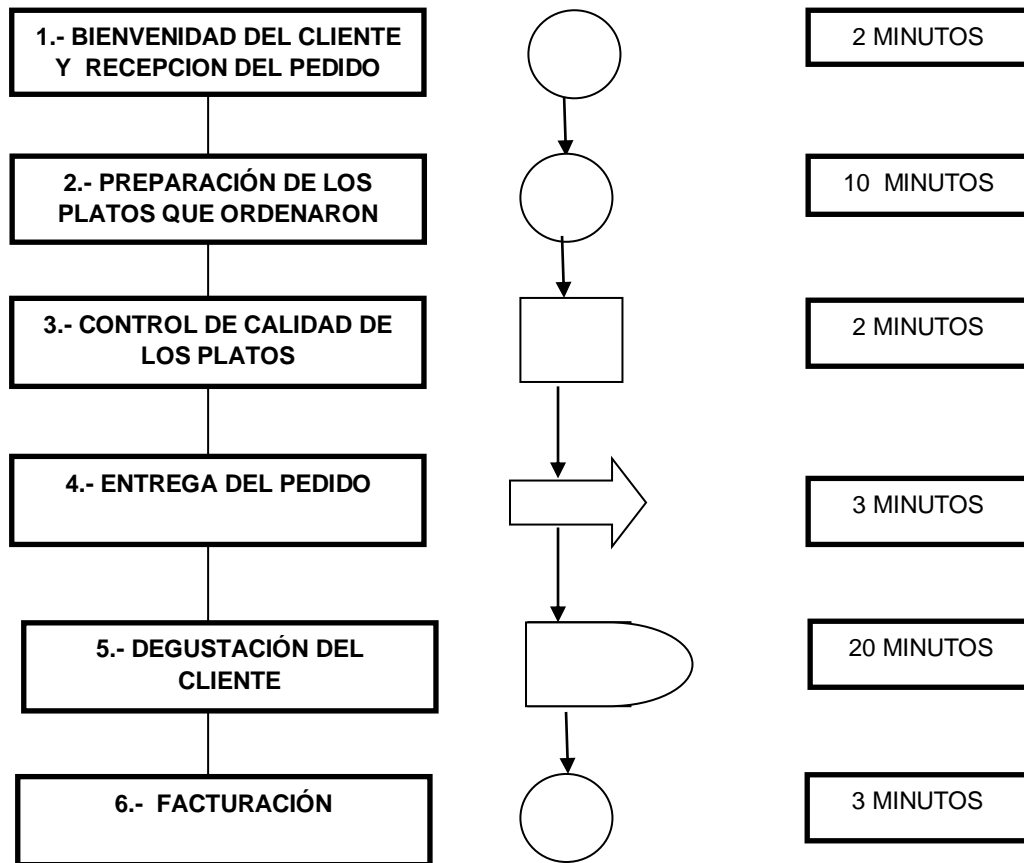 1.- BIENVENIDAD DEL CLIENTE
Y RECEPCION DEL PEDIDO
2 MINUTOS
2.- PREPARACIÓN DE LOS
PLATOS QUE ORDENARON
10 MINUTOS
3.- CONTROL DE CALIDAD DE
LOS PLATOS
2 MINUTOS
4.- ENTREGA DEL PEDIDO
3 MINUTOS
5.- DEGUSTACIÓN DEL
CLIENTE
20 MINUTOS
6.- FACTURACIÓN
3 MINUTOS